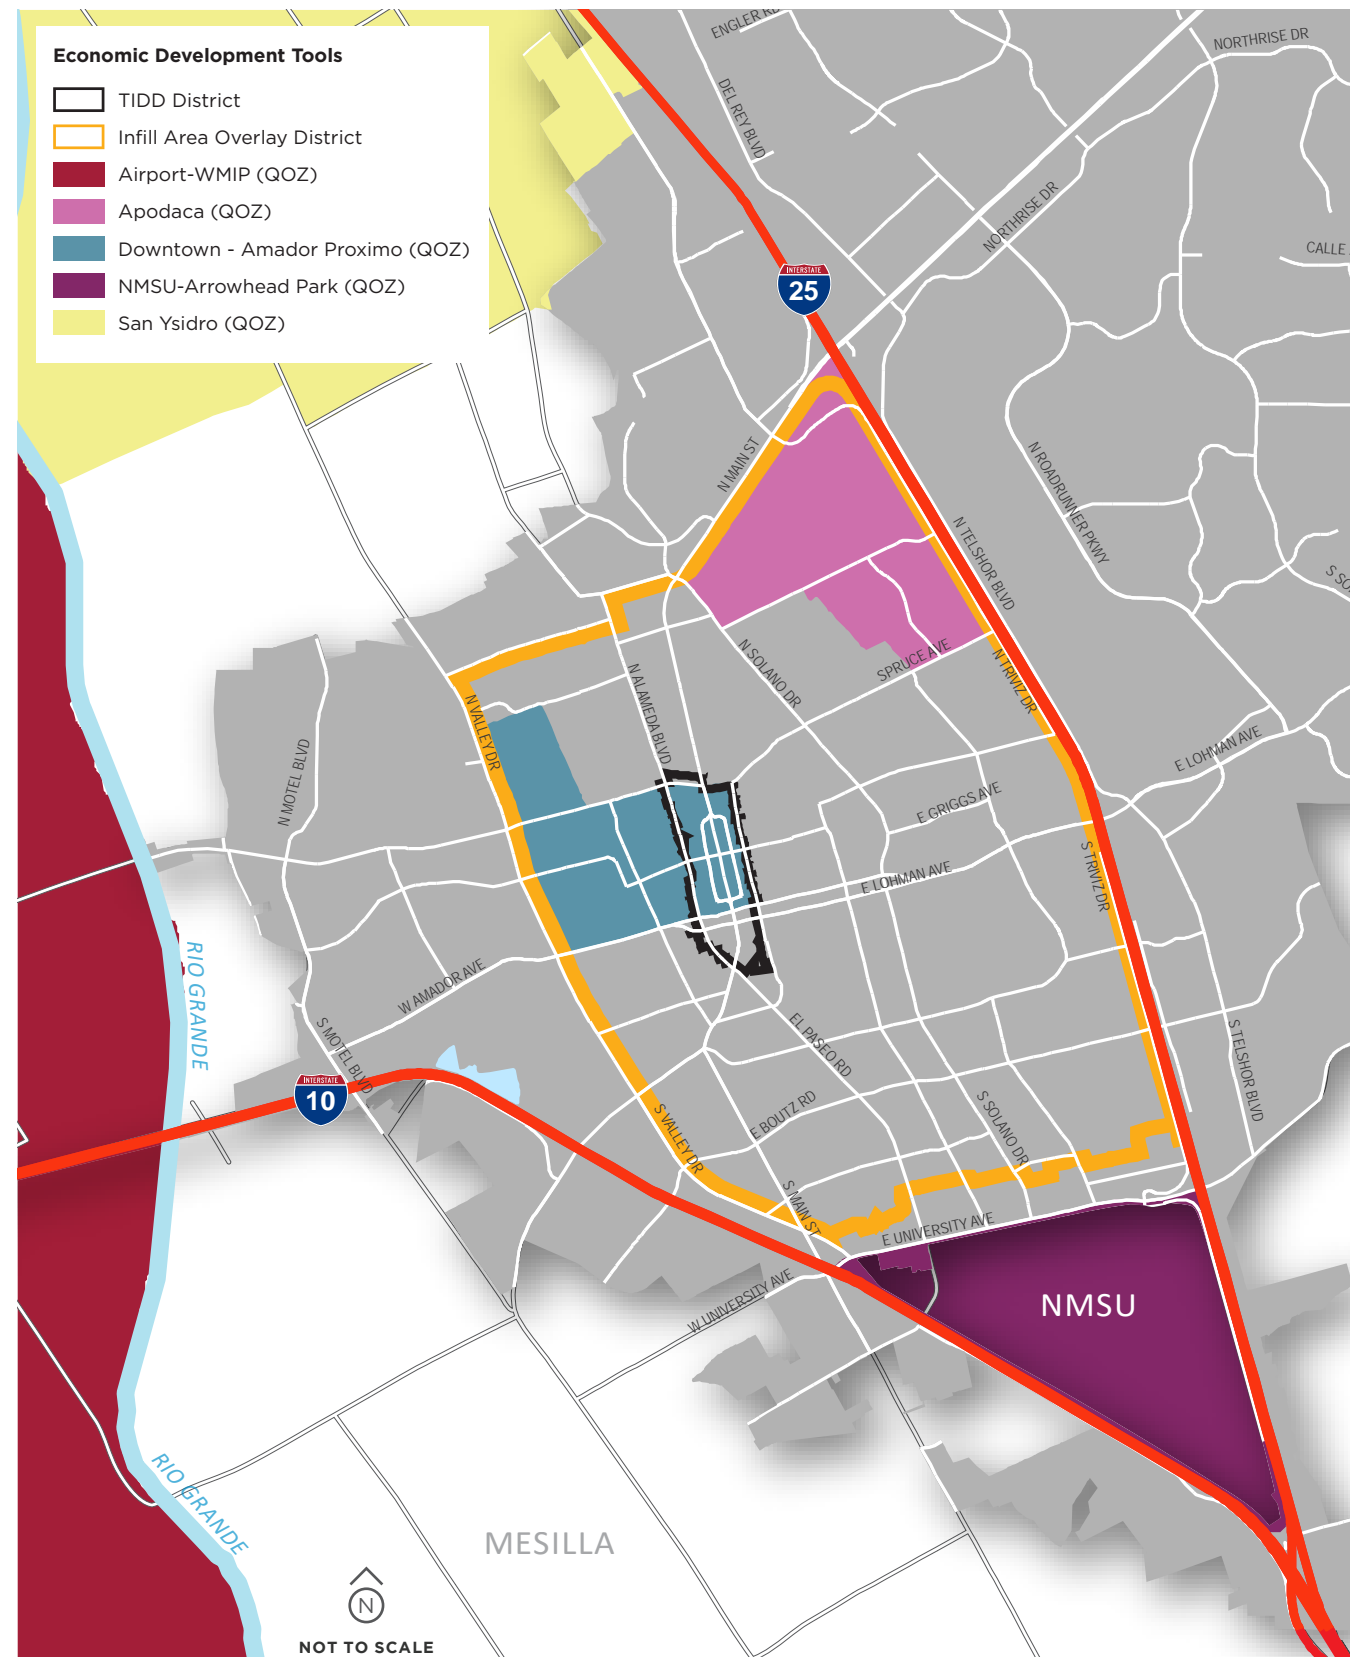 Economic Development Tools
TIDD District
Infill Area Overlay District
Airport-WMIP (QOZ)
Apodaca (QOZ)
Downtown - Amador Proximo (QOZ)
NMSU-Arrowhead Park (QOZ)
San Ysidro (QOZ)
ENGLER RD
NORTHRISE DR
DEL REY BLVD
NORTHRISE DR
CALLE
INTERSTATE
25
N MAIN ST
N ROADRUNNER PKWY
N TELSHOR BLVD
N SOLANO DR
SPRUCE AVE
N TRIVIZ DR
N ALAMEDA BLVD
N VALLEY DR
N MOTEL BLVD
E LOHMAN AVE
E GRIGGS AVE
E LOHMAN AVE
S TRIVIZ DR
RIO GRANDE
W AMADOR AVE
S MOTEL BLVD
EL PASEO RD
S TELSHOR BLVD
INTERSTATE
10
S VALLEY DR
E BOUTZ RD
S SOLANO DR
S MAIN ST
E UNIVERSITY AVE
W UNIVERSITY AVE
NMSU
RIO GRANDE
MESILLA
N
NOT TO SCALE